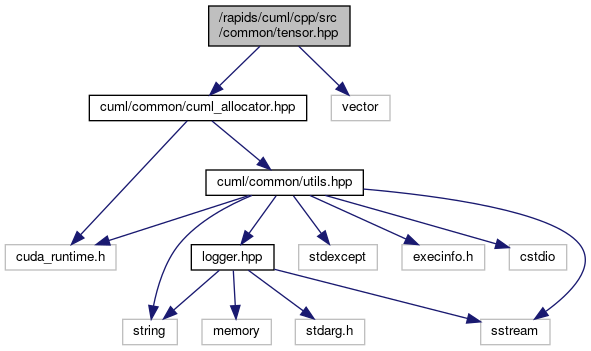 /rapids/cuml/cpp/src
/common/tensor.hpp
cuml/common/cuml_allocator.hpp
vector
cuml/common/utils.hpp
cuda_runtime.h
logger.hpp
stdexcept
execinfo.h
cstdio
string
memory
stdarg.h
sstream